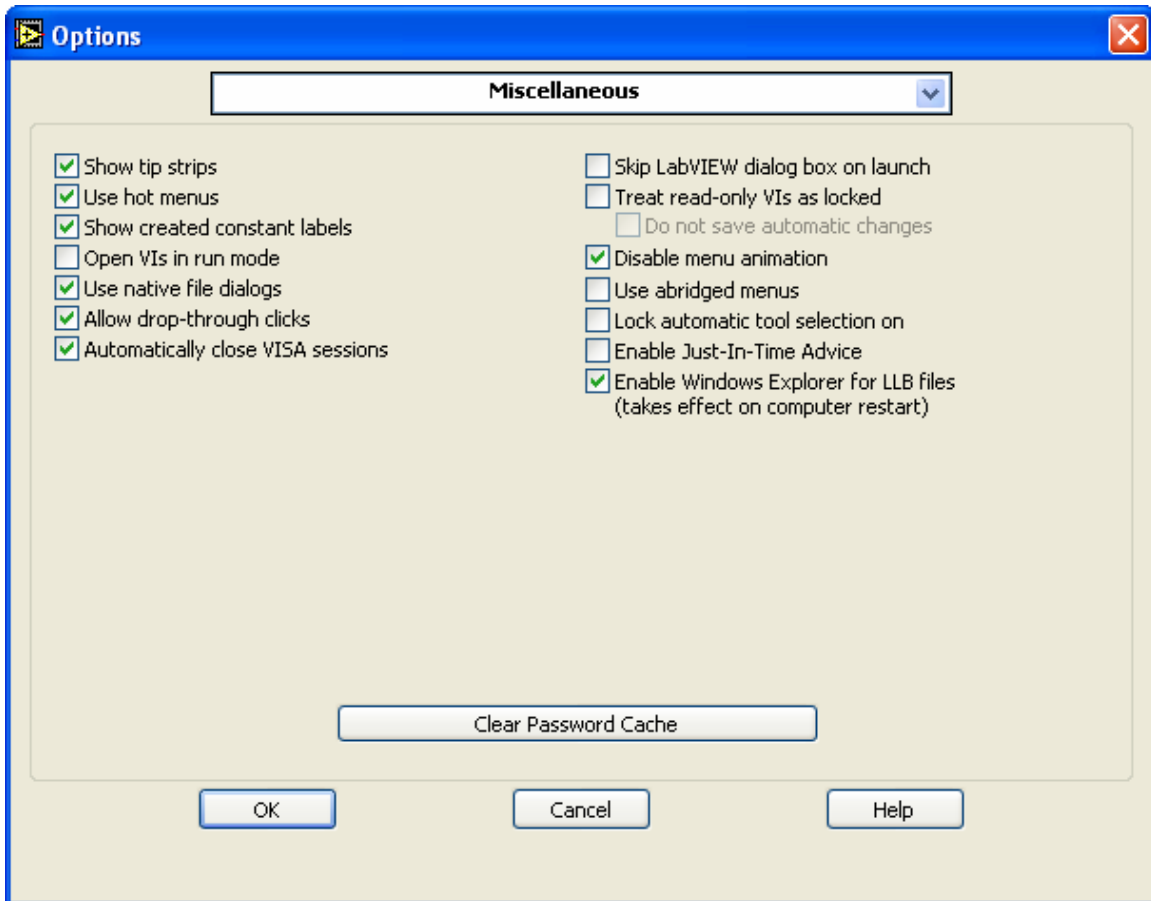 Options
Miscellaneous
Show tip strips
Use hot menus
Show created constant labels
Open VIs in run mode
Use native file dialogs
Allow drop-through clicks
Automatically close VISA sessions
Skip LabVIEW dialog box on launch
Treat read-only VIs as locked
Do not save automatic changes
Disable menu animation
Use abridged menus
Lock automatic tool selection on
Enable Just-In-Time Advice
Enable Windows Explorer for LLB files
(takes effect on computer restart)
Clear Password Cache
OK
Cancel
Help